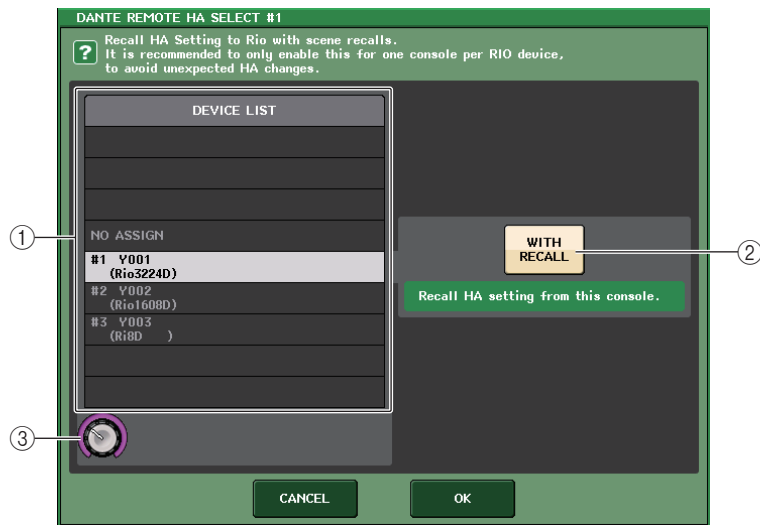 DANTE REMOTE HA SELECT #1
Recall HA Setting to Rio with scene recalls.
It is recommended to only enable this for one console per RIO device,
to avoid unexpected HA changes.
?
DEVICE LIST
NO ASSIGN
#1 Y001
(Rio3224D)
#2 Y002
(Rio1608D)
#3 Y003
(Ri8D )
WITH
RECALL
Recall HA setting from this console.
CANCEL
OK
1
2
3